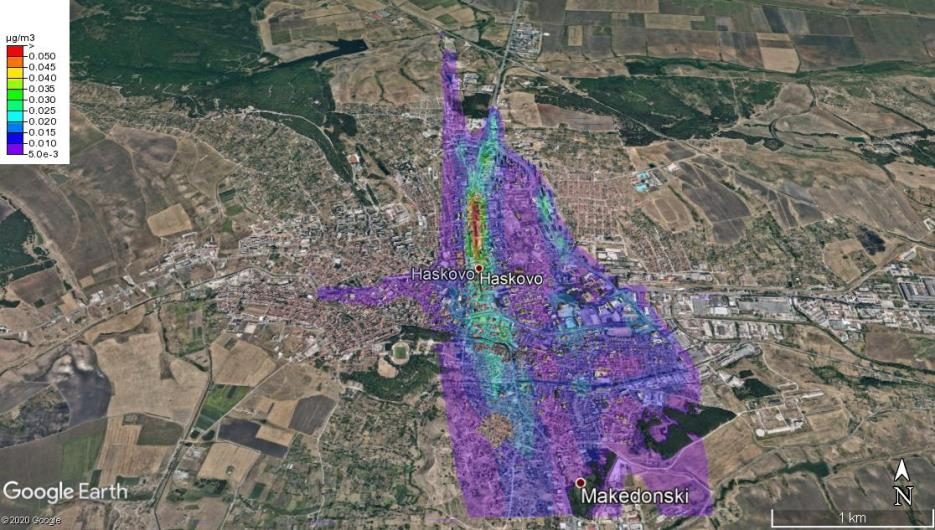 µg/m3
>
0.050
0.045
0.040
0.035
0.030
0.025
0.020
0.015
0.010
5.0e-3
Haskovo
Haskovo
Makedonski
N
Google Earth
© 2020 Google
1 km